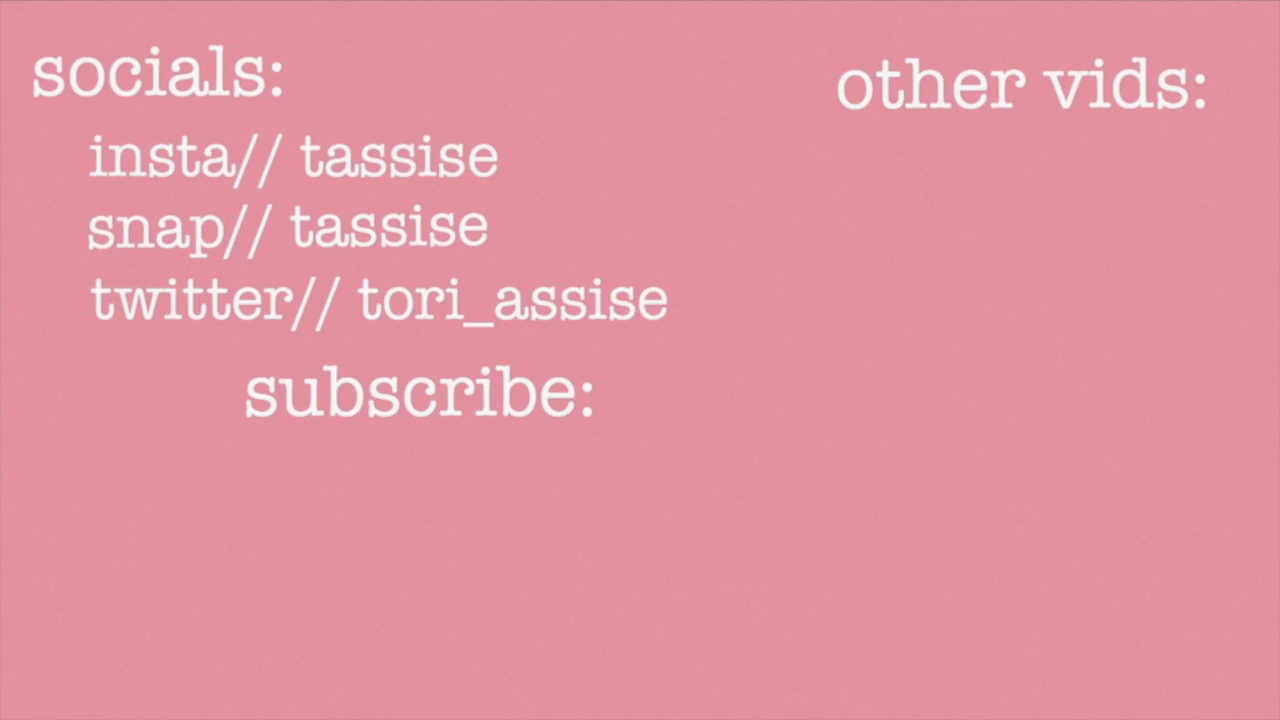 socials:
insta// tassise
snap// tassise
twitter// tori_assise
subscribe:
other vids: